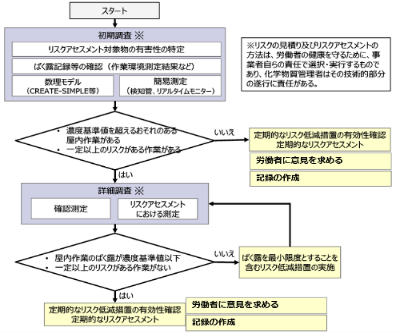 スタート
初期調査 ※
リスクアセスメント対象物の有害性の特定
ばく露記録等の確認（作業環境測定結果など）
数理モデル
(CREATE-SIMPLE等)
簡易測定
(検知管、リアルタイムモニター)
※リスクの見積り及びリスクアセスメントの
方法は、労働者の健康を守るために、事業
者自らの責任で選択・実行するものであ
り、化学物質管理者はその技術的部分
の遂行に責任がある。
• 濃度基準値を超えるおそれのある
屋内作業がある
• 一定以上のリスクがある作業がある
いいえ
定期的なリスク低減措置の有効性確認
定期的なリスクアセスメント
労働者に意見を求める
記録の作成
はい
詳細調査 ※
確認測定
リスクアセスメント
における測定
• 屋内作業のばく露が濃度基準値以下
• 一定以上のリスクがある作業がない
いいえ
ばく露を最小限度とすることを
含むリスク低減措置の実施
はい
定期的なリスク低減措置の有効性確認
定期的なリスクアセスメント
労働者に意見を求める
記録の作成